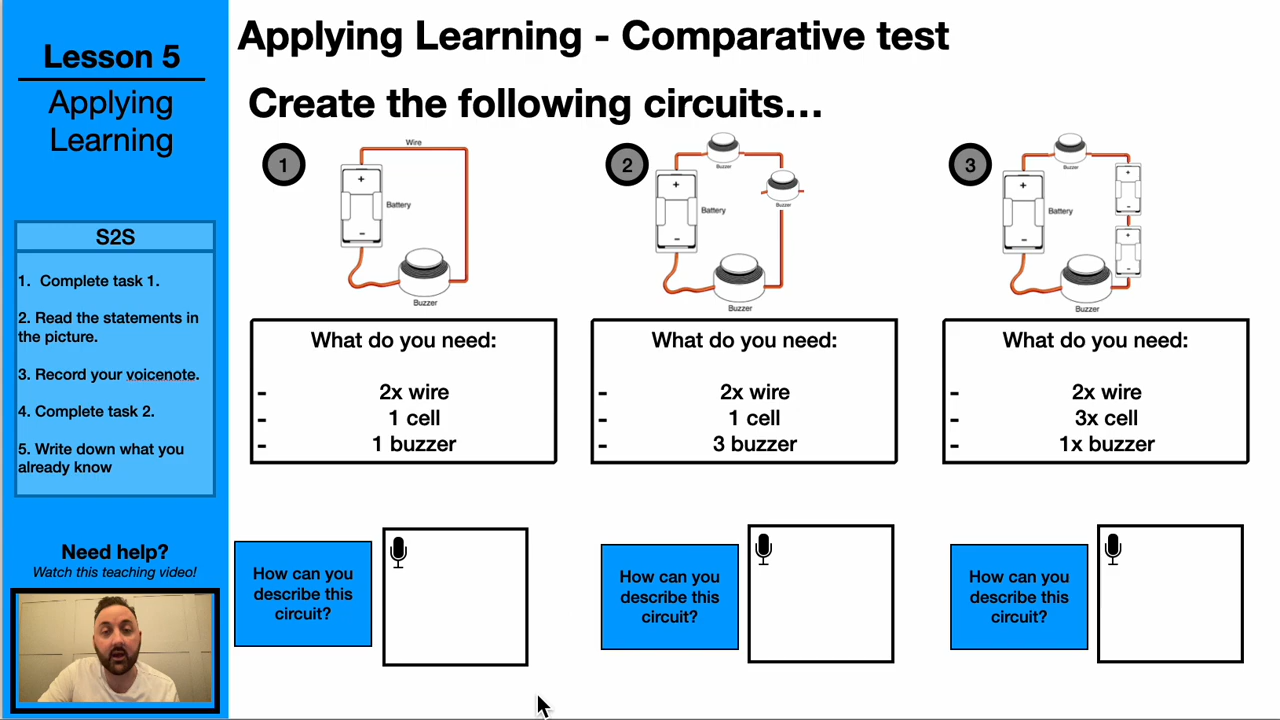 Lesson 5
Applying
Learning
S2S
1. Complete task 1.
2. Read the statements in
the picture.
3. Record your voicenote.
4. Complete task 2.
5. Write down what you
already know
Need help?
Watch this teaching video!
Applying Learning - Comparative test
Create the following circuits…
1
Wire
+
Battery
-
Buzzer
What do you need:
- 2x wire
- 1 cell
- 1 buzzer
How can you
describe this
circuit?
2
Buzzer
+
Buzzer
Battery
-
Buzzer
What do you need:
- 2x wire
- 1 cell
- 3 buzzer
How can you
describe this
circuit?
3
Buzzer
+
+
-
Battery
-
+
-
Buzzer
What do you need:
- 2x wire
- 3x cell
- 1x buzzer
How can you
describe this
circuit?